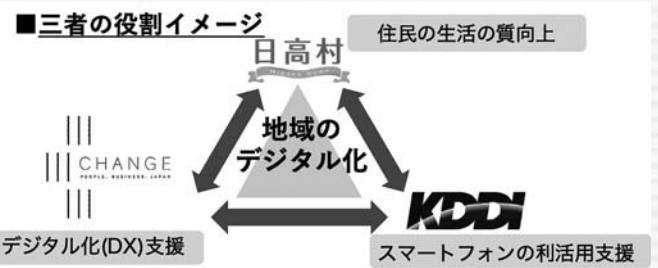 ■三者の役割イメージ
住民の生活の質向上
日高村
HIDAKA MURA
地域の
デジタル化
CHANGE
PEOPLE. BUSINESS. JAPAN
KDDI
デジタル化(DX)支援
スマートフォンの利活用支援